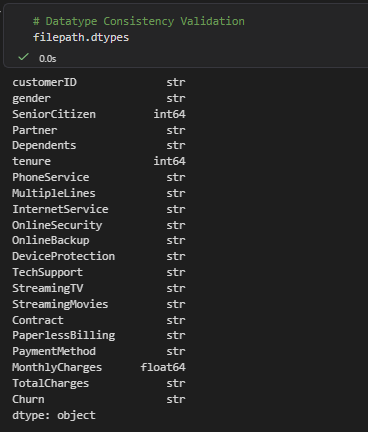 # Datatype Consistency Validation
filepath.dtypes
0.0s
customerID str
gender str
SeniorCitizen int64
Partner str
Dependents str
tenure int64
PhoneService str
MultipleLines str
InternetService str
OnlineSecurity str
OnlineBackup str
DeviceProtection str
TechSupport str
StreamingTV str
StreamingMovies str
Contract str
PaperlessBilling str
PaymentMethod str
MonthlyCharges float64
TotalCharges str
Churn str
dtype: object